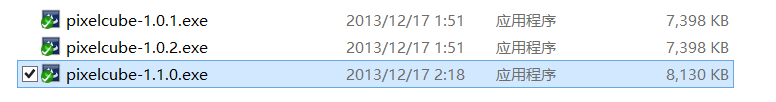 pixelcube-1.0.1.exe 2013/12/17 1:51 应用程序 7,398 KB
pixelcube-1.0.2.exe 2013/12/17 1:51 应用程序 7,398 KB
pixelcube-1.1.0.exe 2013/12/17 2:18 应用程序 8,130 KB